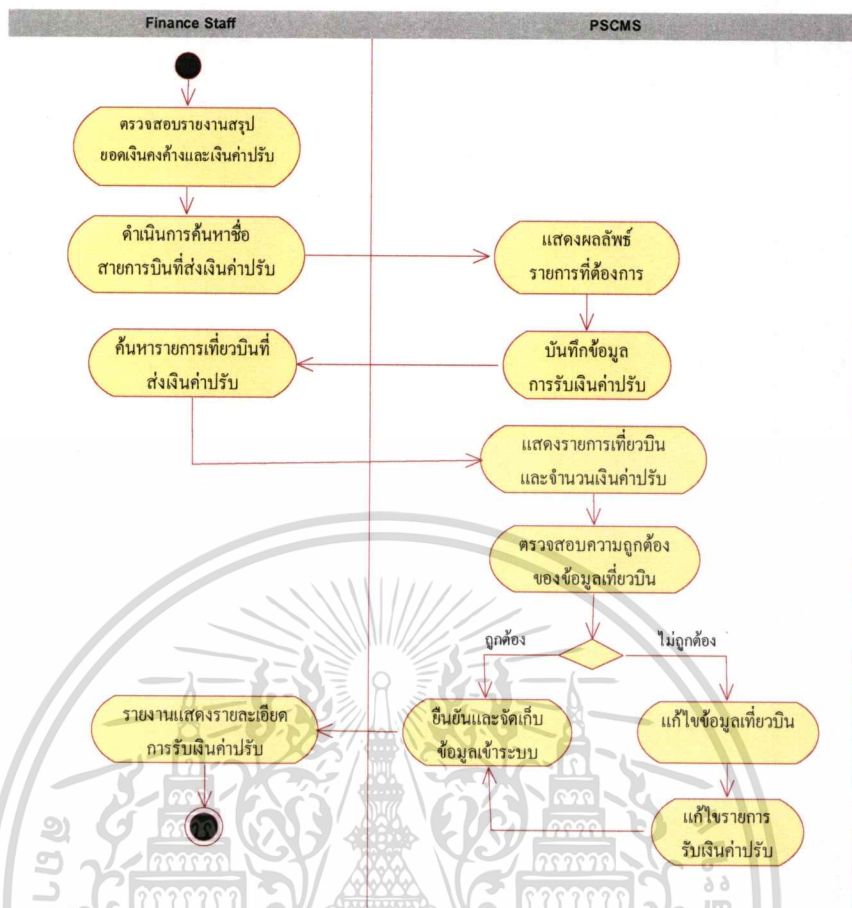 Finance Staff
PSCMS
ตรวจสอบรายงานสรุป
ยอดเงินคงค้างและเงินค่าปรับ
ดำเนินการค้นหาชื่อ
สายการบินที่ส่งเงินค่าปรับ
แสดงผลลัพธ์
รายการที่ต้องการ
บันทึกข้อมูล
การรับเงินค่าปรับ
ค้นหารายการเที่ยวบินที่
ส่งเงินค่าปรับ
แสดงรายการเที่ยวบิน
และจำนวนเงินค่าปรับ
ตรวจสอบความถูกต้อง
ของข้อมูลเที่ยวบิน
ถูกต้อง
ไม่ถูกต้อง
ยืนยันและจัดเก็บ
ข้อมูลเข้าระบบ
แก้ไขข้อมูลเที่ยวบิน
แก้ไขรายการ
รับเงินค่าปรับ
รายงานแสดงรายละเอียด
การรับเงินค่าปรับ